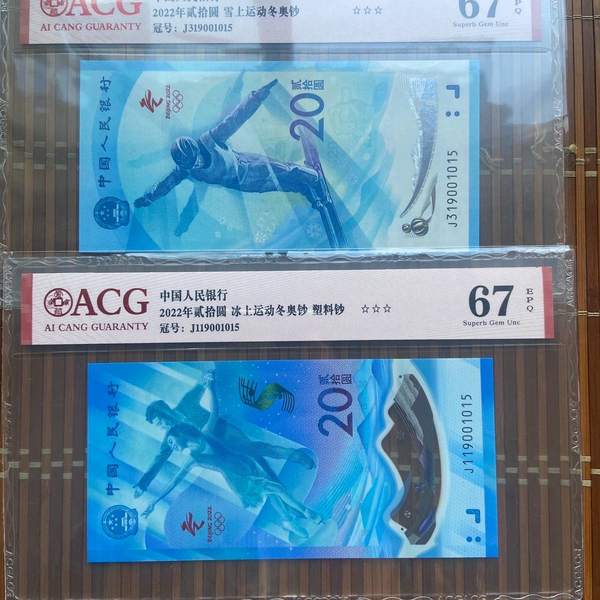 ACG
AI CANG GUARANTY
2022年贰拾圆 雪上运动冬奥钞
冠号：J319001015
☆☆☆
67
EPQ
Superb Gem Unc
中国人民银行
BEIJING 2022
贰拾圆
20
J319001015
ACG
AI CANG GUARANTY
中国人民银行
2022年贰拾圆 冰上运动冬奥钞 塑料钞
冠号：J119001015
☆☆☆
67
EPQ
Superb Gem Unc
中国人民银行
贰拾圆
20
BEIJING 2022
J119001015